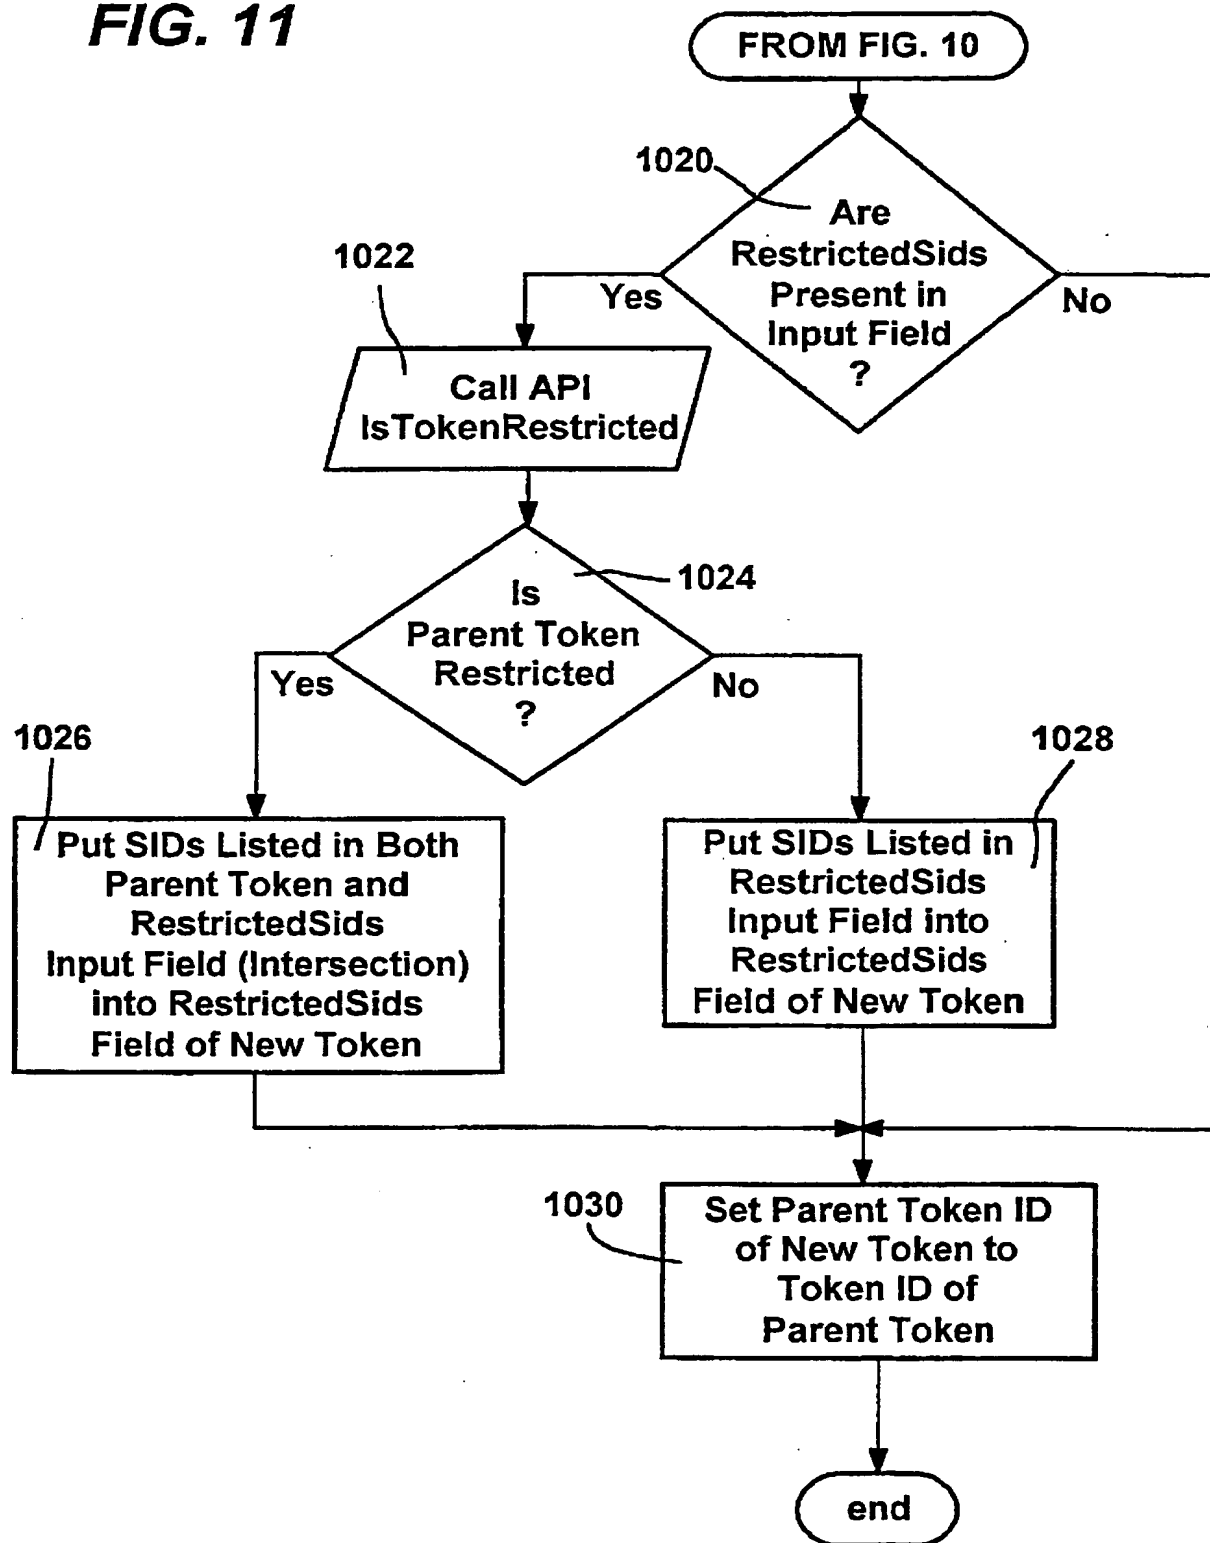 FIG. 11
FROM FIG. 10
1020
Are
RestrictedSids
Present in
Input Field
?
Yes
No
1022
Call API
IsTokenRestricted
1024
Is
Parent Token
Restricted
?
Yes
No
1026
Put SIDs Listed in Both
Parent Token and
RestrictedSids
Input Field (Intersection)
into RestrictedSids
Field of New Token
1028
Put SIDs Listed in
RestrictedSids
Input Field into
RestrictedSids
Field of New Token
1030
Set Parent Token ID
of New Token to
Token ID of
Parent Token
end